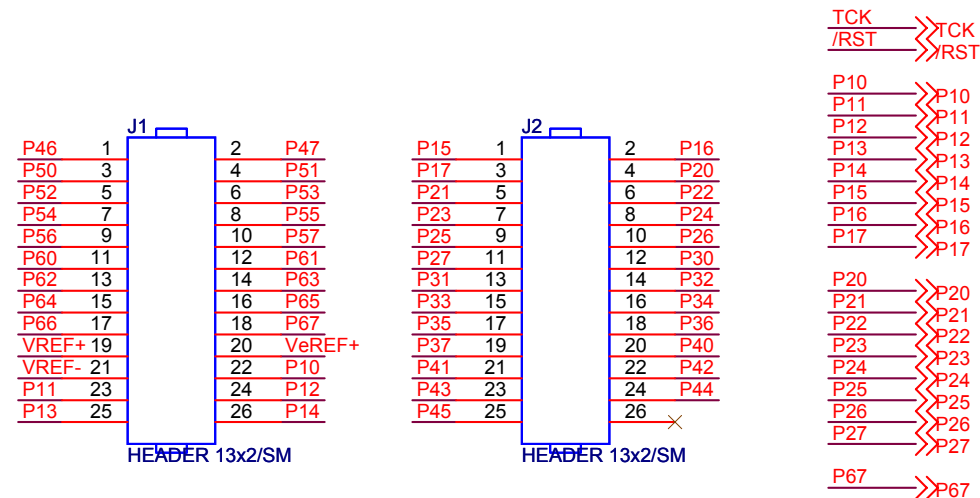 TCK TCK
/RST /RST
P10 P10
P11 P11
P12 P12
P13 P13
P14 P14
P15 P15
P16 P16
P17 P17
P20 P20
P21 P21
P22 P22
P23 P23
P24 P24
P25 P25
P26 P26
P27 P27
P67 P67
J1
P46 1 2 P47
P50 3 4 P51
P52 5 6 P53
P54 7 8 P55
P56 9 10 P57
P60 11 12 P61
P62 13 14 P63
P64 15 16 P65
P66 17 18 P67
VREF+ 19 20 VeREF+
VREF- 21 22 P10
P11 23 24 P12
P13 25 26 P14
HEADER 13x2/SM
J2
P15 1 2 P16
P17 3 4 P20
P21 5 6 P22
P23 7 8 P24
P25 9 10 P26
P27 11 12 P30
P31 13 14 P32
P33 15 16 P34
P35 17 18 P36
P37 19 20 P40
P41 21 22 P42
P43 23 24 P44
P45 25 26
HEADER 13x2/SM